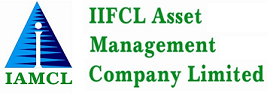 IIFCL Asset
Management
Company Limited
i
IAMCL